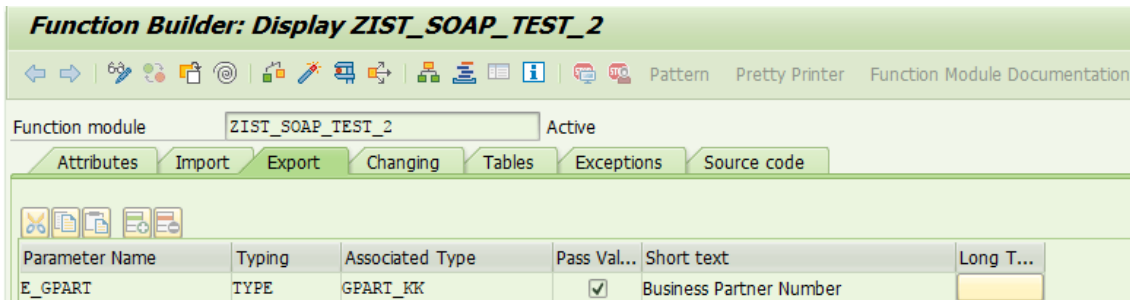 Function Builder: Display ZIST_SOAP_TEST_2
Pattern Pretty Printer Function Module Documentation
Function module ZIST_SOAP_TEST_2 Active
Attributes Import Export Changing Tables Exceptions Source code
Parameter Name Typing Associated Type Pass Val... Short text Long T...
E_GPART TYPE GPART_KK Business Partner Number